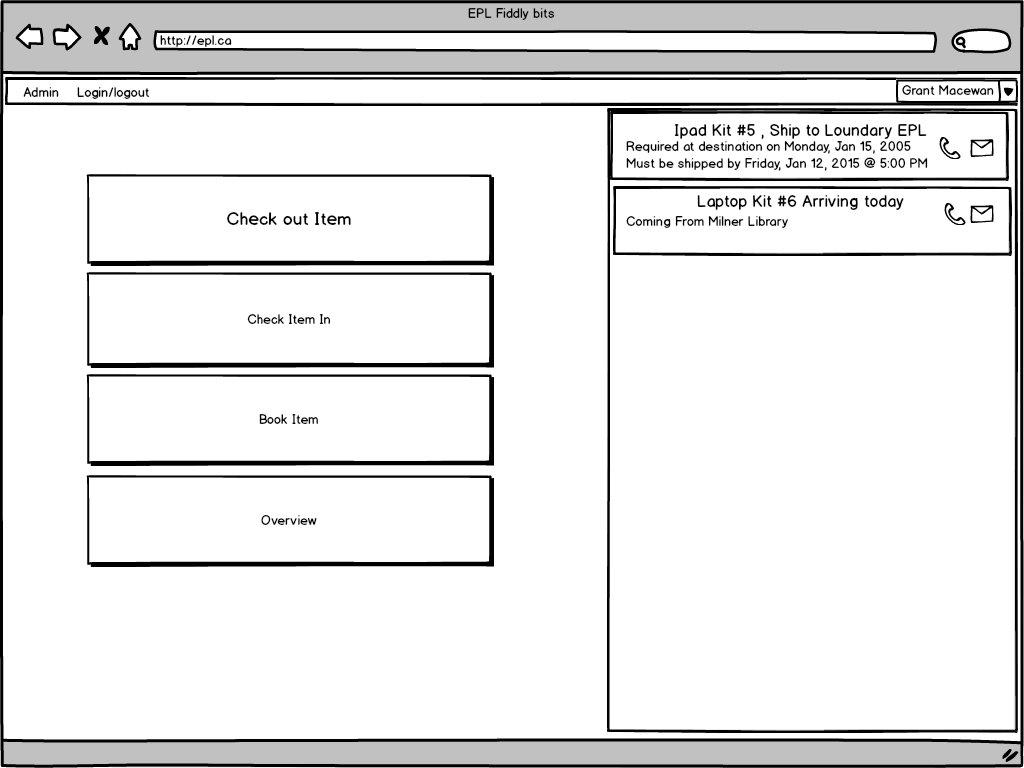 EPL Fiddly bits
http://epl.ca
Admin Login/logout
Grant Macewan
Check out Item
Check Item In
Book Item
Overview
Ipad Kit #5 , Ship to Loundary EPL
Required at destination on Monday, Jan 15, 2005
Must be shipped by Friday, Jan 12, 2015 @ 5:00 PM
Laptop Kit #6 Arriving today
Coming From Milner Library